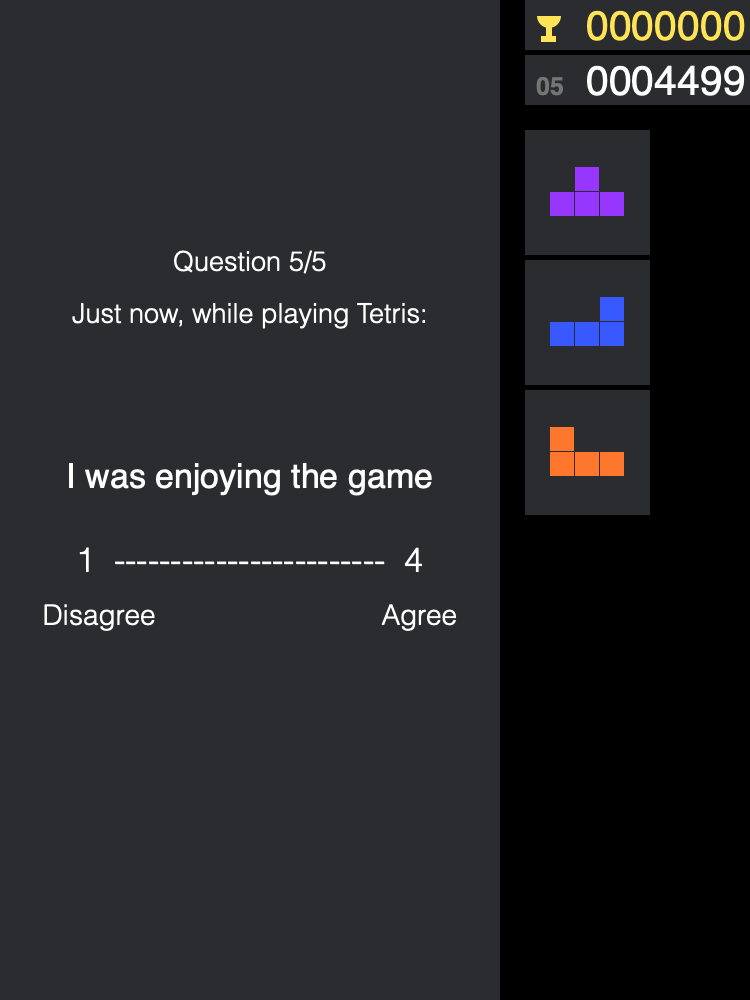 0000000
05 0004499
Question 5/5
Just now, while playing Tetris:
I was enjoying the game
1 ------------------------ 4
Disagree Agree